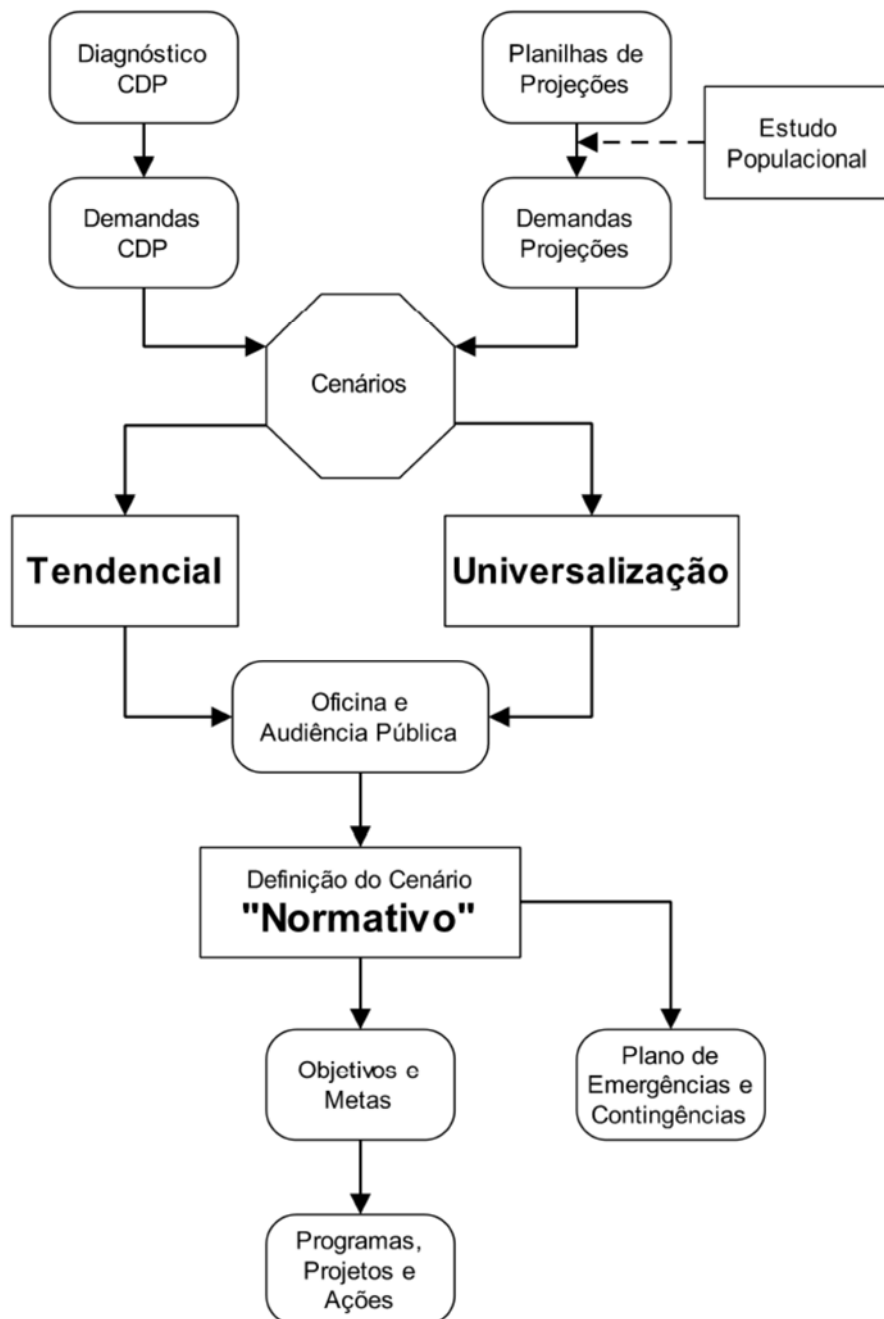 Diagnóstico
CDP
Planilhas de
Projeções
Estudo
Populacional
Demandas
CDP
Demandas
Projeções
Cenários
Tendencial
Universalização
Oficina e
Audiência Pública
Definição do Cenário
"Normativo"
Objetivos e
Metas
Plano de
Emergências e
Contingências
Programas,
Projetos e
Ações